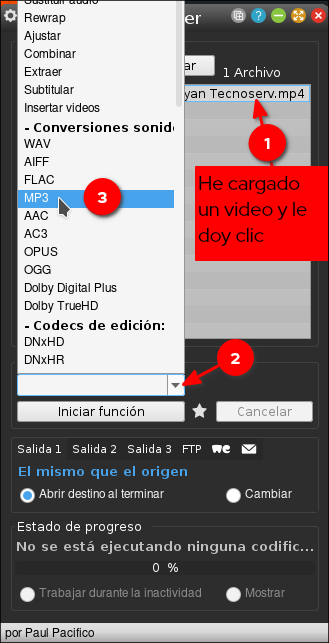 er
Sustituir audio
Rewrap
Ajustar
Combinar
Extraer
Subtitular
Insertar videos
- Conversiones sonido
WAV
AIFF
FLAC
MP3
AAC
AC3
OPUS
OGG
Dolby Digital Plus
Dolby TrueHD
- Codecs de edición:
DNxHD
DNxHR
ar
1 Archivo
yan Tecnoserv.mp4
1
He cargado
un video y le
doy clic
3
2
Iniciar función
Cancelar
Salida 1 Salida 2 Salida 3 FTP we
El mismo que el origen
Abrir destino al terminar Cambiar
Estado de progreso
No se está ejecutando ninguna codific...
0 %
Trabajar durante la inactividad Mostrar
por Paul Pacifico